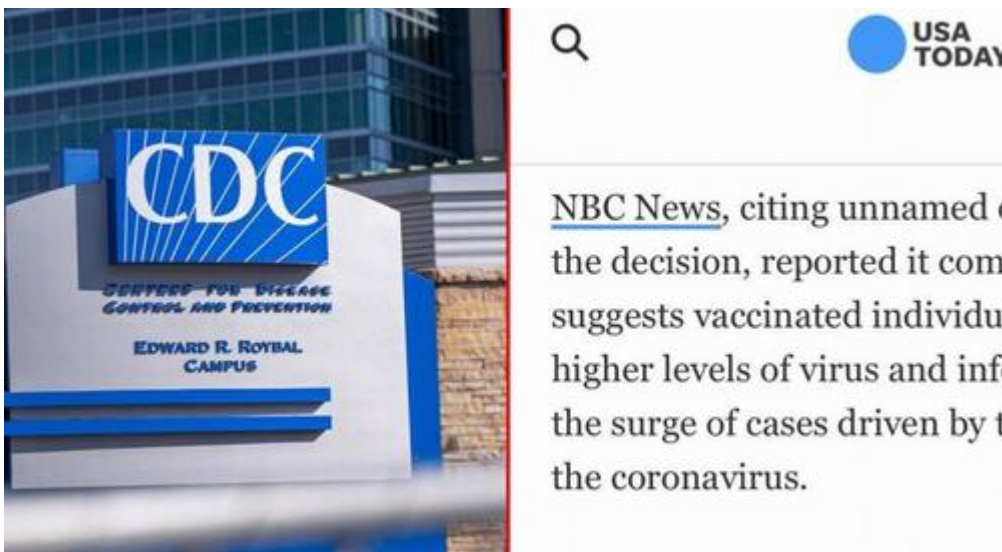 CDC
CENTERS FOR DISEASE
CONTROL AND PREVENTION
EDWARD R. ROYBAL
CAMPUS
USA
TODAY
NBC News, citing unnamed
the decision, reported it com
suggests vaccinated individu
higher levels of virus and inf
the surge of cases driven by t
the coronavirus.